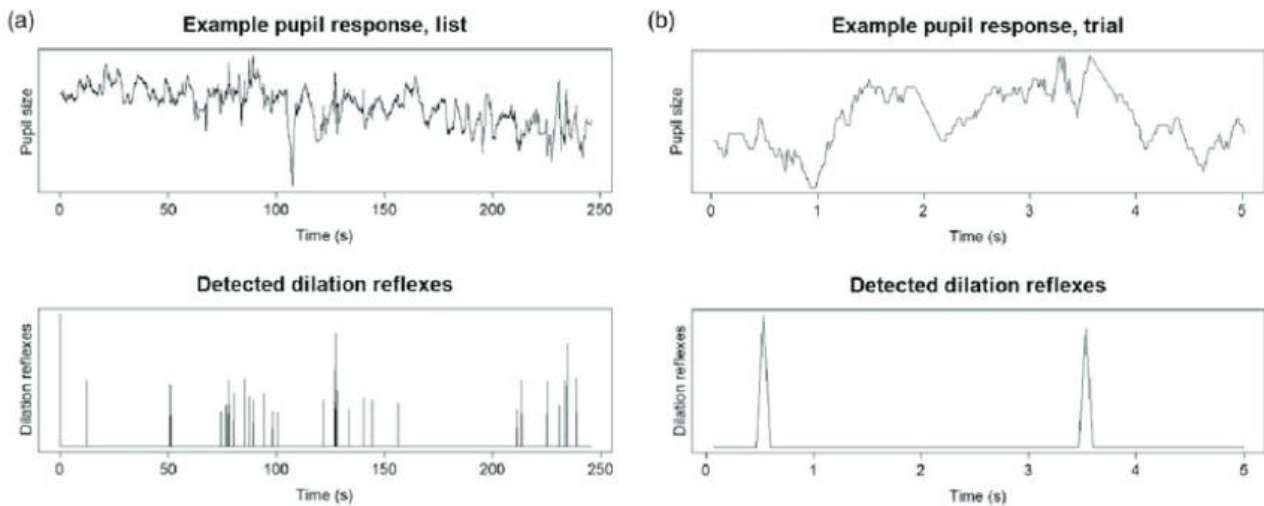 (a)
Example pupil response, list
Pupil size
0 50 100 150 200 250
Time (s)
Detected dilation reflexes
Dilation reflexes
0 50 100 150 200 250
Time (s)
(b)
Example pupil response, trial
Pupil size
0 1 2 3 4 5
Time (s)
Detected dilation reflexes
Dilation reflexes
0 1 2 3 4 5
Time (s)